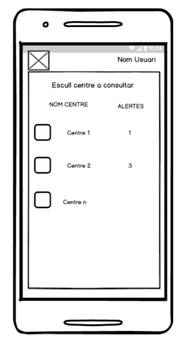 Nom Usuari
Escull centre a consultar
NOM CENTRE ALERTES
Centre 1 1
Centre 2 3
Centre n